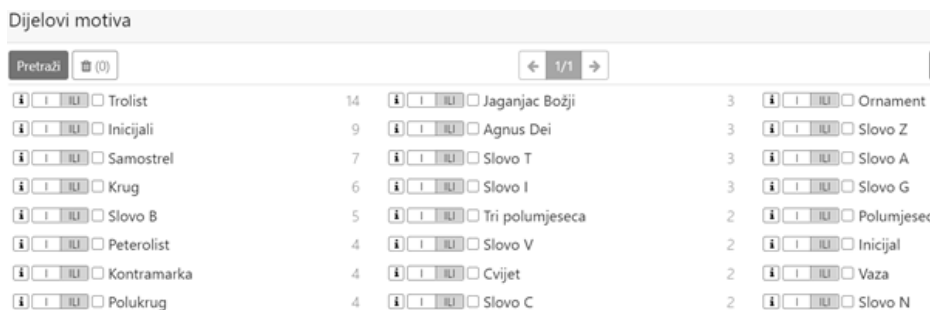 Dijelovi motiva
Pretraži (0) 1/1
i I ILI Trolist 14 i I ILI Jaganjac Božji 3 i I ILI Ornament
i I ILI Inicijali 9 i I ILI Agnus Dei 3 i I ILI Slovo Z
i I ILI Samostrel 7 i I ILI Slovo T 3 i I ILI Slovo A
i I ILI Krug 6 i I ILI Slovo I 3 i I ILI Slovo G
i I ILI Slovo B 5 i I ILI Tri polumjeseca 2 i I ILI Polumjesec
i I ILI Peterolist 4 i I ILI Slovo V 2 i I ILI Inicijal
i I ILI Kontramarka 4 i I ILI Cvijet 2 i I ILI Vaza
i I ILI Polukrug 4 i I ILI Slovo C 2 i I ILI Slovo N